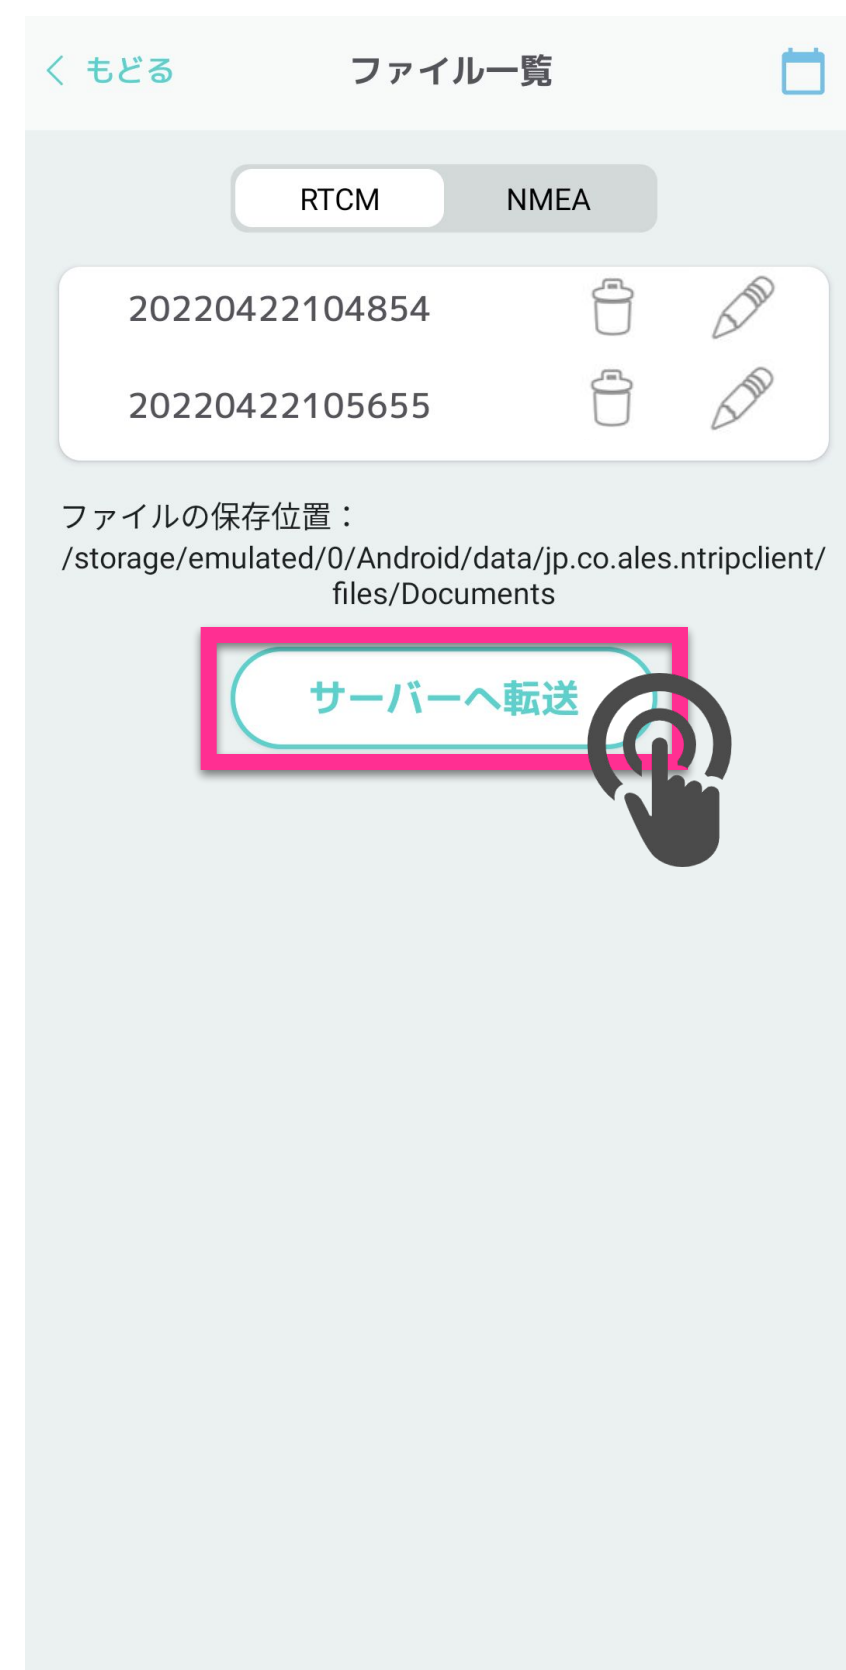 もどる
ファイル一覧
RTCM
NMEA
20220422104854
20220422105655
ファイルの保存位置：
/storage/emulated/0/Android/data/jp.co.ales.ntripclient/
files/Documents
サーバーへ転送